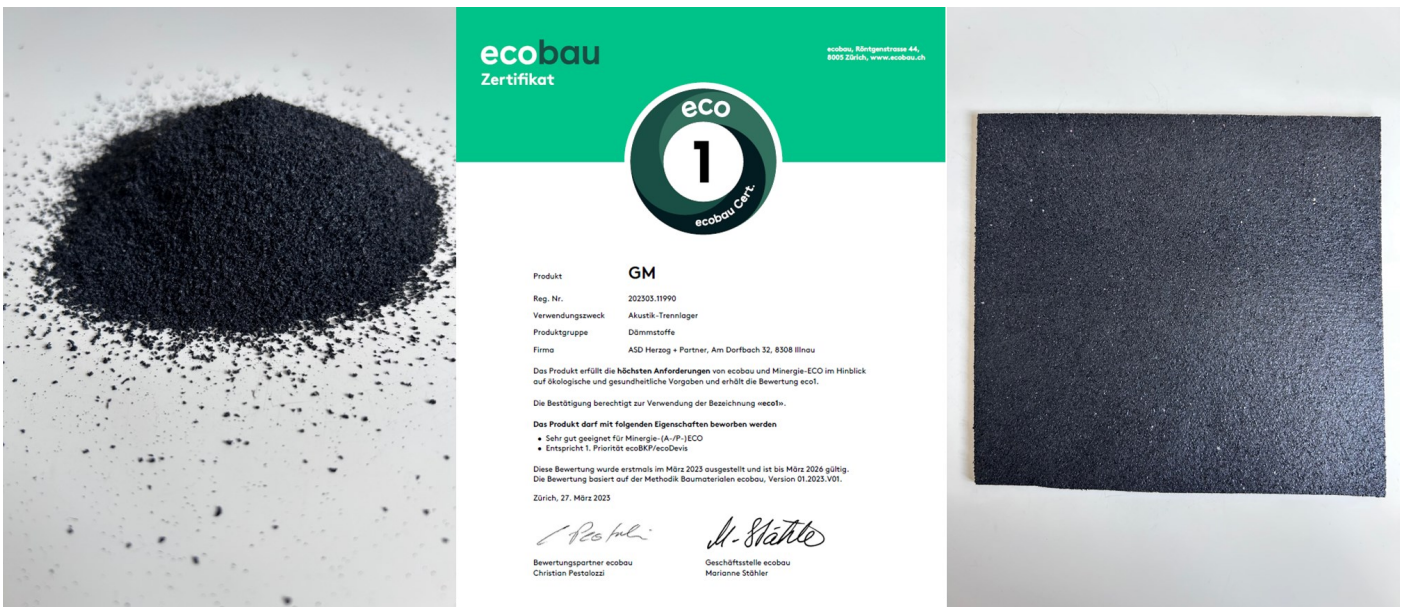 ecobau
Zertifikat
ecobau, Röntgenstrasse 44,
8005 Zürich, www.ecobau.ch
eco
1
ecobau Cert.
Produkt GM
Reg. Nr. 202303.11990
Verwendungszweck Akustik-Trennlager
Produktgruppe Dämmstoffe
Firma ASD Herzog + Partner, Am Dorfbach 32, 8308 Illnau
Das Produkt erfüllt die höchsten Anforderungen von ecobau und Minergie-ECO im Hinblick
auf ökologische und gesundheitliche Vorgaben und erhält die Bewertung eco1.
Die Bestätigung berechtigt zur Verwendung der Bezeichnung «eco1».
Das Produkt darf mit folgenden Eigenschaften beworben werden
• Sehr gut geeignet für Minergie-(A-/P-)ECO
• Entspricht 1. Priorität ecoBKP/ecoDevis
Diese Bewertung wurde erstmals im März 2023 ausgestellt und ist bis März 2026 gültig.
Die Bewertung basiert auf der Methodik Baumaterialen ecobau, Version 01.2023.V01.
Zürich, 27. März 2023
M. Stähler
Bewertungspartner ecobau Geschäftsstelle ecobau
Christian Pestalozzi Marianne Stähler